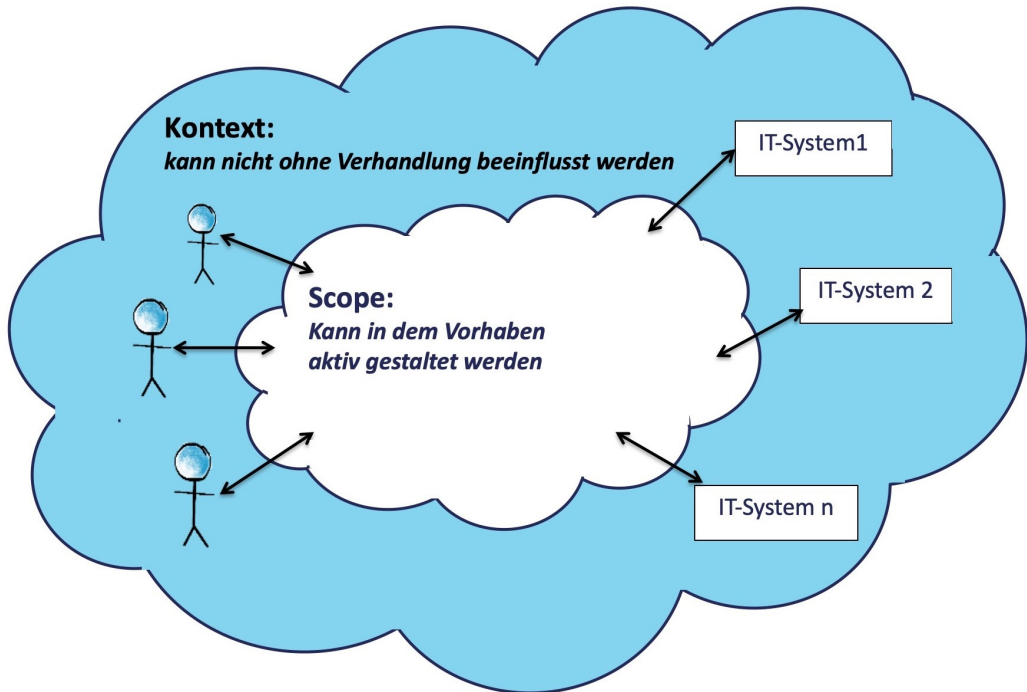 Kontext:
kann nicht ohne Verhandlung beeinflusst werden
IT-System1
Scope:
Kann in dem Vorhaben
aktiv gestaltet werden
IT-System 2
IT-System n